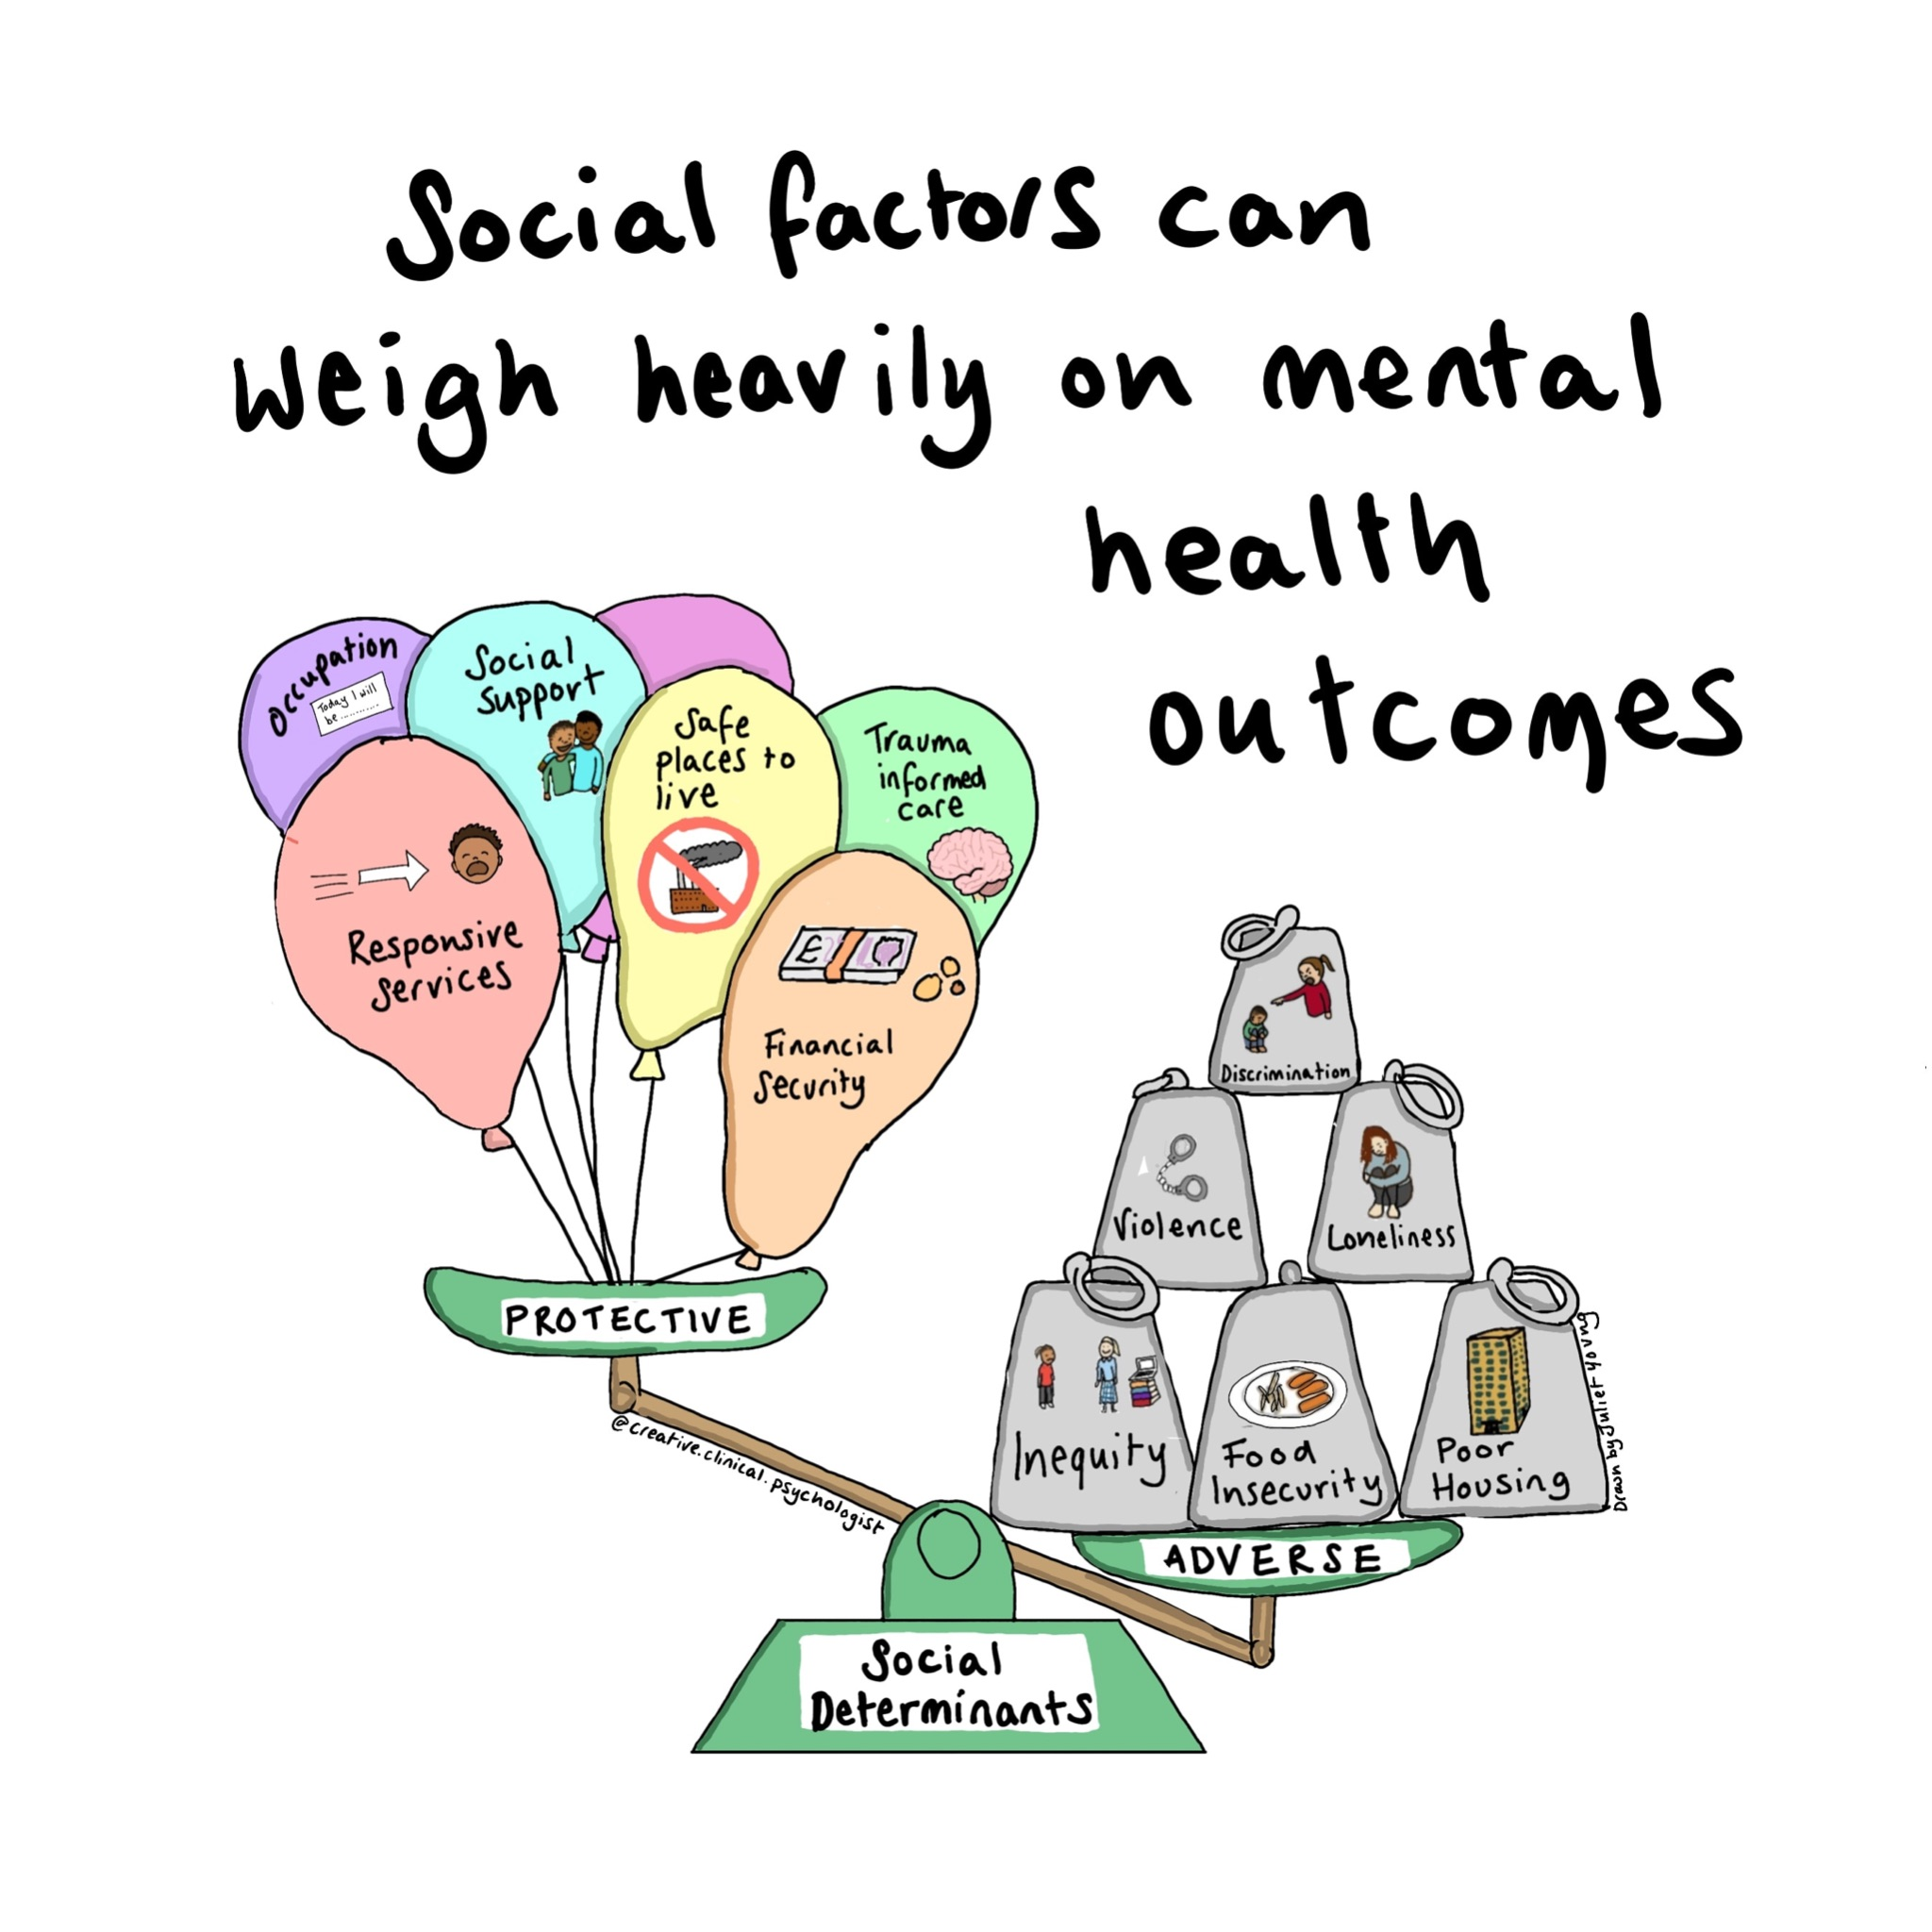 Social factors can
Weigh heavily on mental
health
outcomes
Occupation
Today I will
be ............
Social
support
Safe
places to
live
Trauma
informed
care
Responsive
Services
£
Financial
Security
PROTECTIVE
@creative.clinical.psychologist
Discrimination
Violence
Loneliness
Inequity
Food
Insecurity
Poor
Housing
Drawn by Juliet Young
ADVERSE
Social
Determinants